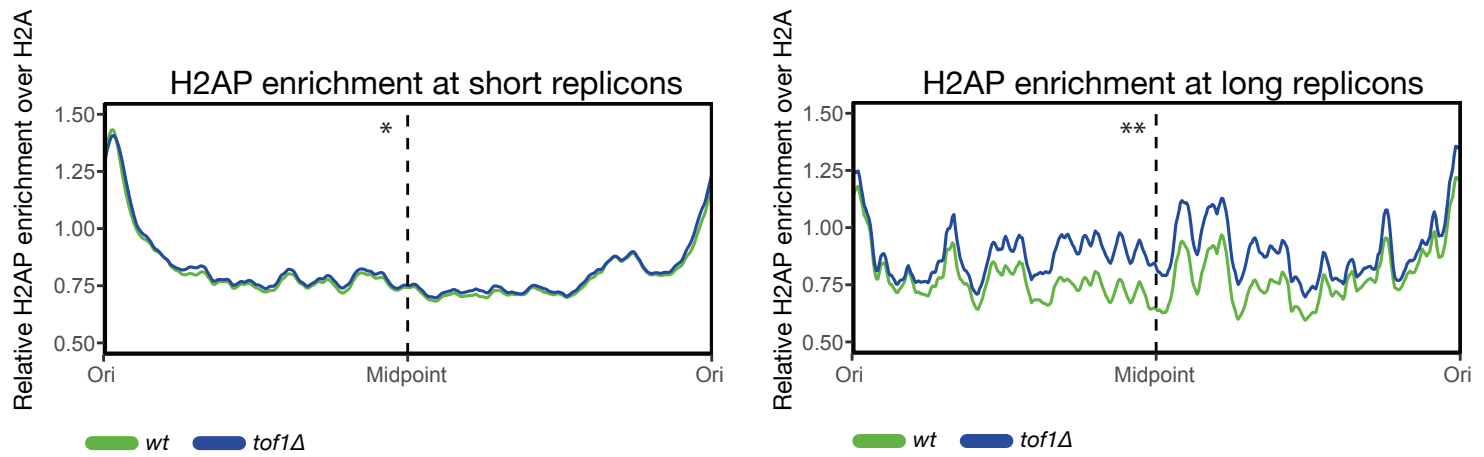 Relative H2AP enrichment over H2A
H2AP enrichment at short replicons
1.50
1.25
1.00
0.75
0.50
*
Ori
Midpoint
Ori
wt
tof1Δ
Relative H2AP enrichment over H2A
H2AP enrichment at long replicons
1.50
1.25
1.00
0.75
0.50
**
Ori
Midpoint
Ori
wt
tof1Δ